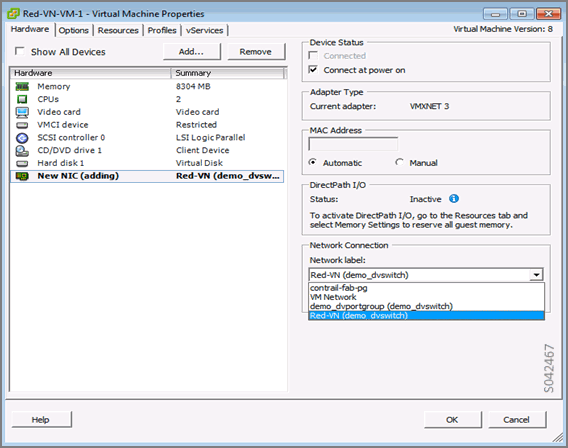 Red-VN-VM-1 - Virtual Machine Properties
Hardware Options Resources Profiles vServices Virtual Machine Version: 8
Show All Devices Add... Remove
Hardware Summary
Memory 8304 MB
CPUs 2
Video card Video card
VMCI device Restricted
SCSI controller 0 LSI Logic Parallel
CD/DVD drive 1 Client Device
Hard disk 1 Virtual Disk
New NIC (adding) Red-VN (demo_dvsw...
Device Status
Connected
Connect at power on
Adapter Type
Current adapter: VMXNET 3
MAC Address
Automatic Manual
DirectPath I/O
Status: Inactive
To activate DirectPath I/O, go to the Resources tab and
select Memory Settings to reserve all guest memory.
Network Connection
Network label:
Red-VN (demo_dvswitch)
contrail-fab-pg
VM Network
demo_dvportgroup (demo_dvswitch)
Red-VN (demo_dvswitch)
S042467
Help OK Cancel